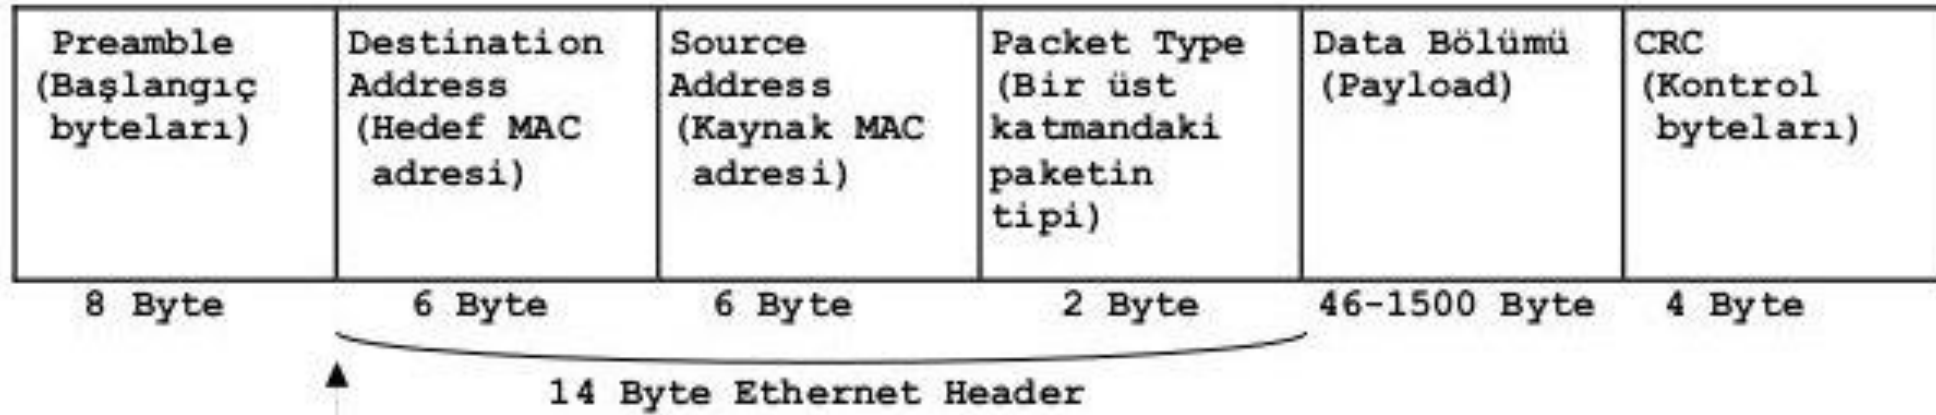 Preamble
(Başlangıç
byteları)
Destination
Address
(Hedef MAC
adresi)
Source
Address
(Kaynak MAC
adresi)
Packet Type
(Bir üst
katmandaki
paketin
tipi)
Data Bölümü
(Payload)
CRC
(Kontrol
byteları)
8 Byte
6 Byte
6 Byte
2 Byte
46-1500 Byte
4 Byte
14 Byte Ethernet Header